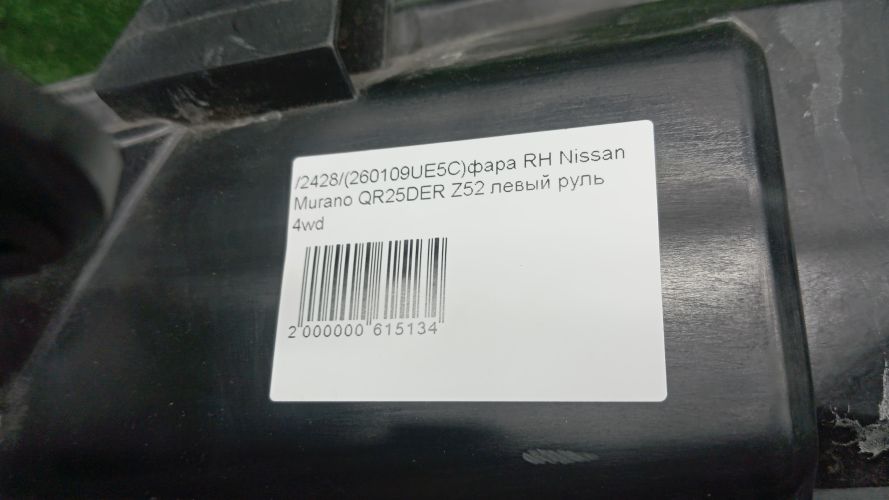 /2428/(260109UE5C)фара RH Nissan
Murano QR25DER Z52 левый руль
4wd
2 000000 615134